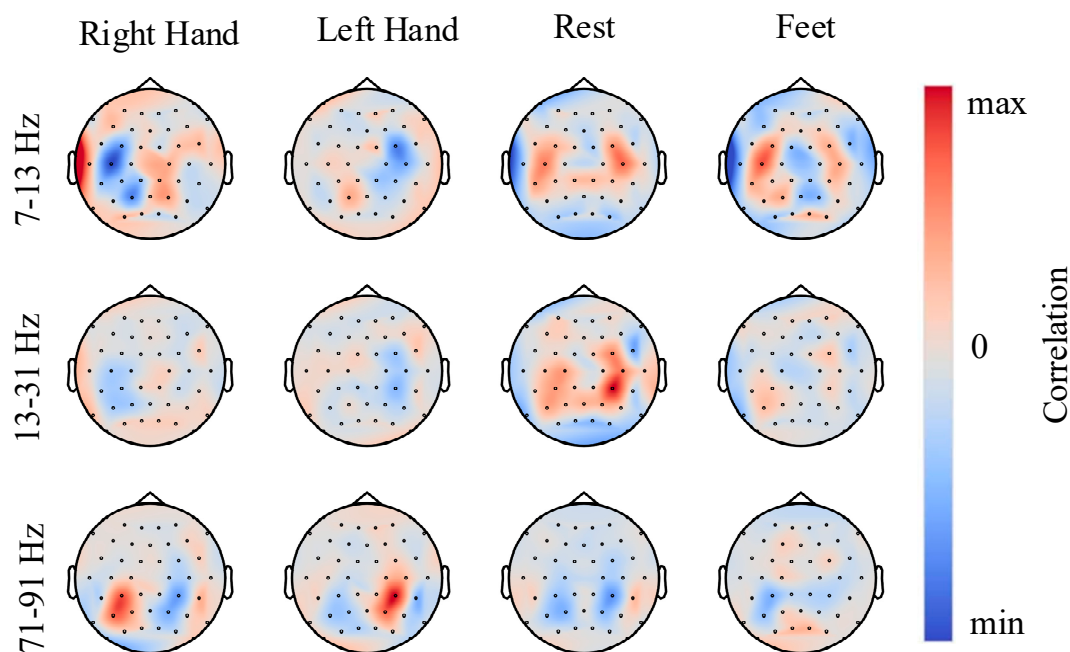 Right Hand
Left Hand
Rest
Feet
7-13 Hz
13-31 Hz
71-91 Hz
max
0
min
Correlation